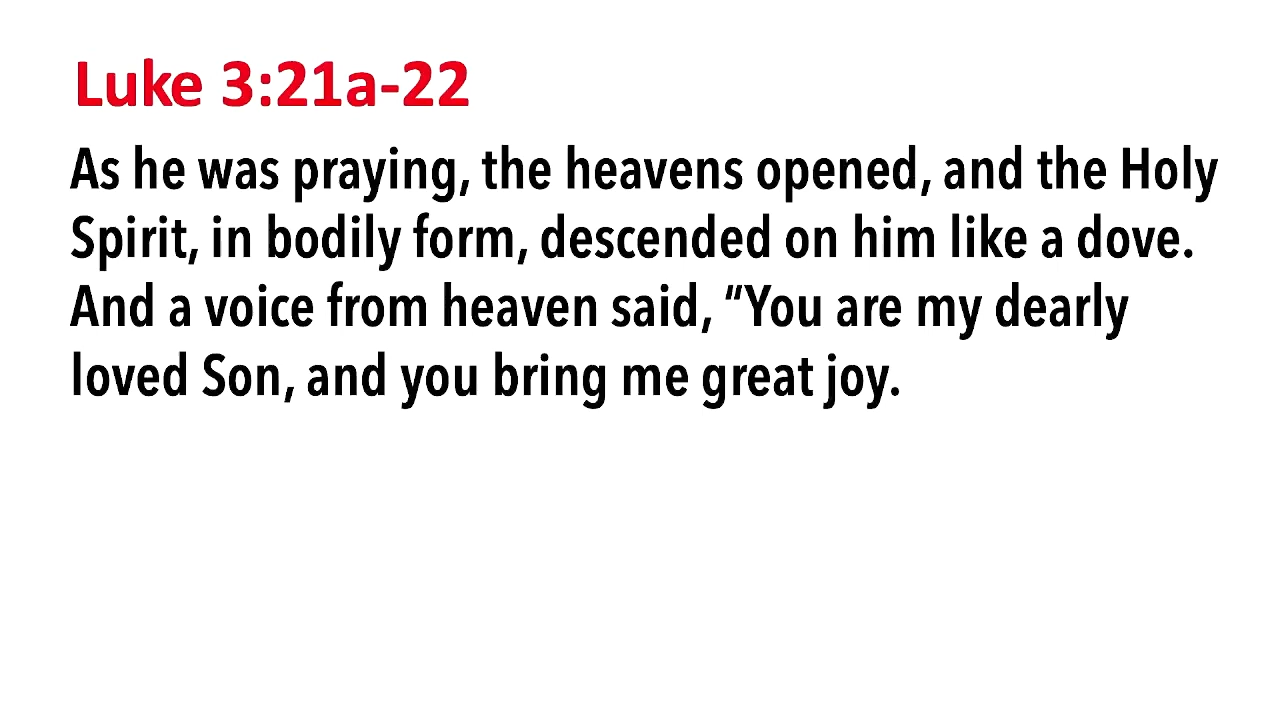 Luke 3:21a-22
As he was praying, the heavens opened, and the Holy
Spirit, in bodily form, descended on him like a dove.
And a voice from heaven said, “You are my dearly
loved Son, and you bring me great joy.